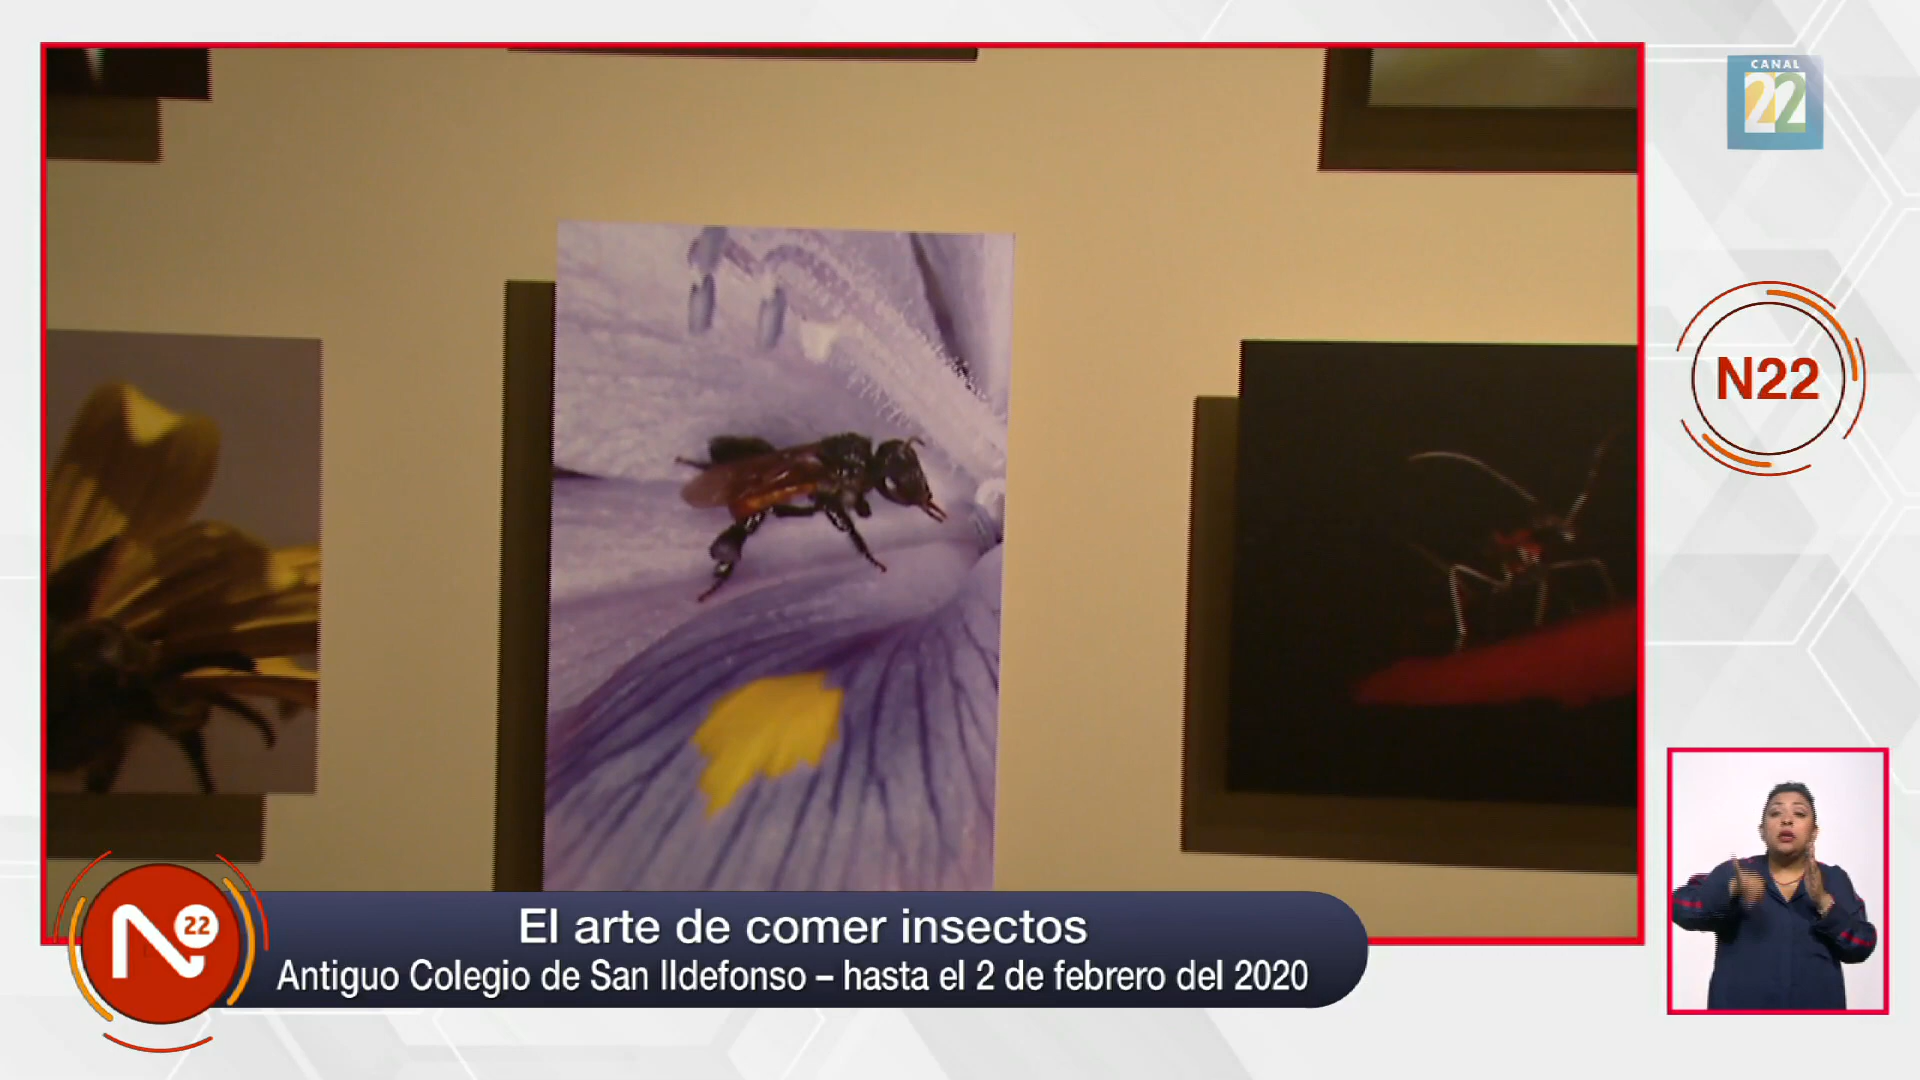 CANAL
22
N22
N 22
El arte de comer insectos
Antiguo Colegio de San Ildefonso – hasta el 2 de febrero del 2020